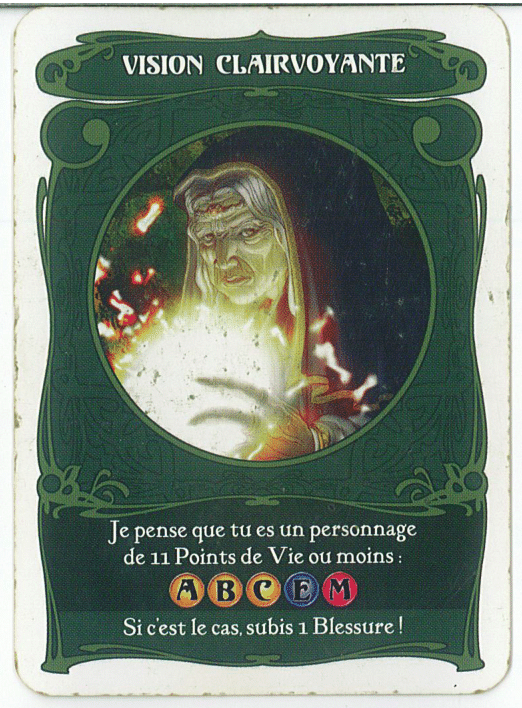 VISION CLAIRVOYANTE
Je pense que tu es un personnage
de 11 Points de Vie ou moins :
A B C E M
Si c'est le cas, subis 1 Blessure !